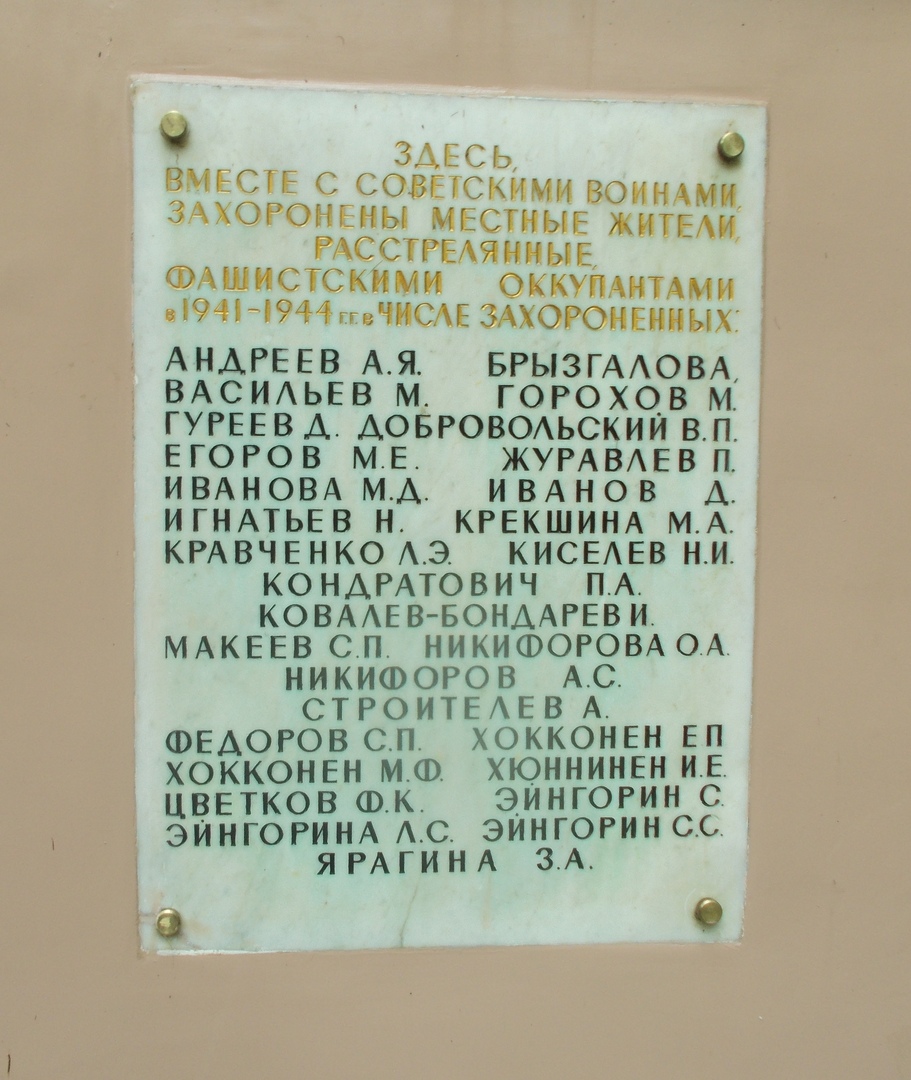 ЗДЕСЬ,
ВМЕСТЕ С СОВЕТСКИМИ ВОИНАМИ,
ЗАХОРОНЕНЫ МЕСТНЫЕ ЖИТЕЛИ,
РАССТРЕЛЯННЫЕ,
ФАШИСТСКИМИ ОККУПАНТАМИ
в 1941-1944 г.г. в ЧИСЛЕ ЗАХОРОНЕННЫХ:
АНДРЕЕВ А.Я. БРЫЗГАЛОВА,
ВАСИЛЬЕВ М. ГОРОХОВ М.
ГУРЕЕВ Д. ДОБРОВОЛЬСКИЙ В.П.
ЕГОРОВ М.Е. ЖУРАВЛЕВ П.
ИВАНОВА М.Д. ИВАНОВ Д.
ИГНАТЬЕВ Н. КРЕКШИНА М.А.
КРАВЧЕНКО Л.Э. КИСЕЛЕВ Н.И.
КОНДРАТОВИЧ П.А.
КОВАЛЕВ-БОНДАРЕВ И.
МАКЕЕВ С.П. НИКИФОРОВА О.А.
НИКИФОРОВ А.С.
СТРОИТЕЛЕВ А.
ФЕДОРОВ С.П. ХОККОНЕН Е П
ХОККОНЕН М.Ф. ХЮННИНЕН И.Е.
ЦВЕТКОВ Ф.К. ЭЙНГОРИН С.
ЭЙНГОРИНА Л.С. ЭЙНГОРИН С.С.
ЯРАГИНА З.А.